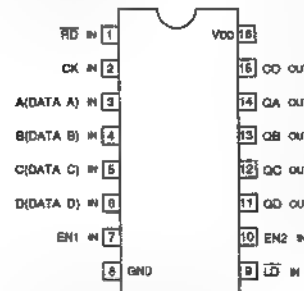 R̅D̅ IN 1
16 VDD
CK IN 2
15 CO OUT
A(DATA A) IN 3
14 QA OUT
B(DATA B) IN 4
13 QB OUT
C(DATA C) IN 5
12 QC OUT
D(DATA D) IN 6
11 QD OUT
EN1 IN 7
10 EN2 IN
8 GND
9 L̅D̅ IN